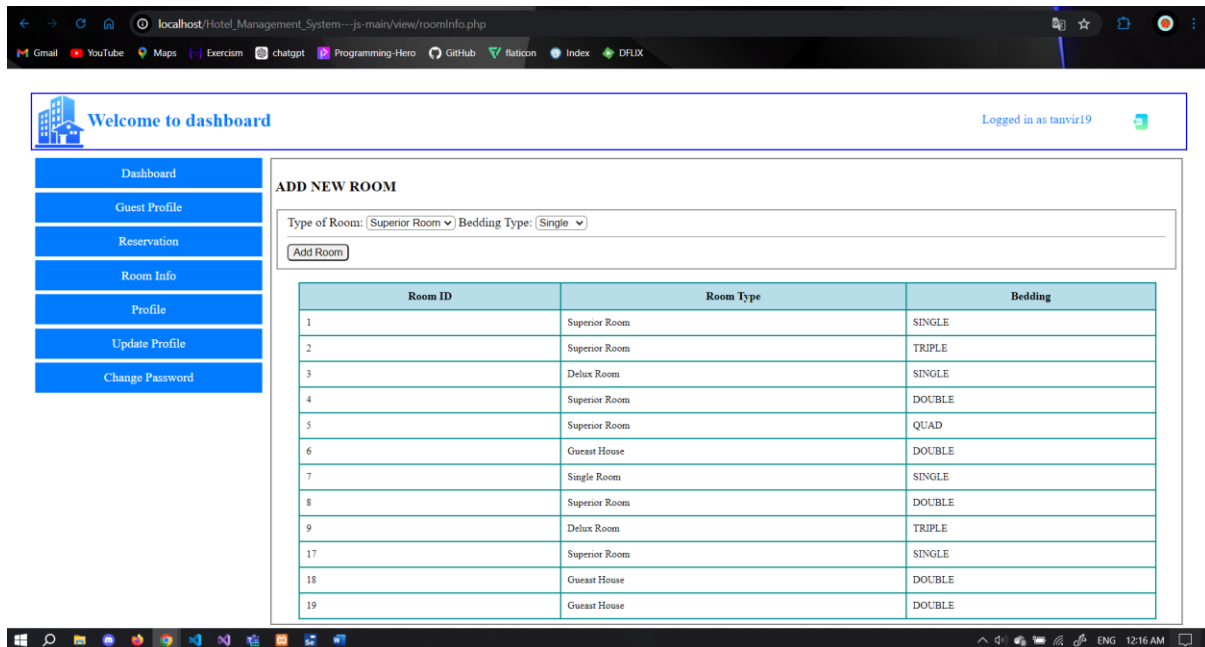 localhost/Hotel_Management_System---js-main/view/roomInfo.php
Gmail YouTube Maps Exercism chatgpt Programming-Hero GitHub flaticon Index DFLIX
Welcome to dashboard
Logged in as tanvir19
Dashboard
Guest Profile
Reservation
Room Info
Profile
Update Profile
Change Password
ADD NEW ROOM
Type of Room: Superior Room Bedding Type: Single
Add Room
Room ID Room Type Bedding
1 Superior Room SINGLE
2 Superior Room TRIPLE
3 Delux Room SINGLE
4 Superior Room DOUBLE
5 Superior Room QUAD
6 Gueast House DOUBLE
7 Single Room SINGLE
8 Superior Room DOUBLE
9 Delux Room TRIPLE
17 Superior Room SINGLE
18 Gueast House DOUBLE
19 Gueast House DOUBLE
ENG 12:16 AM